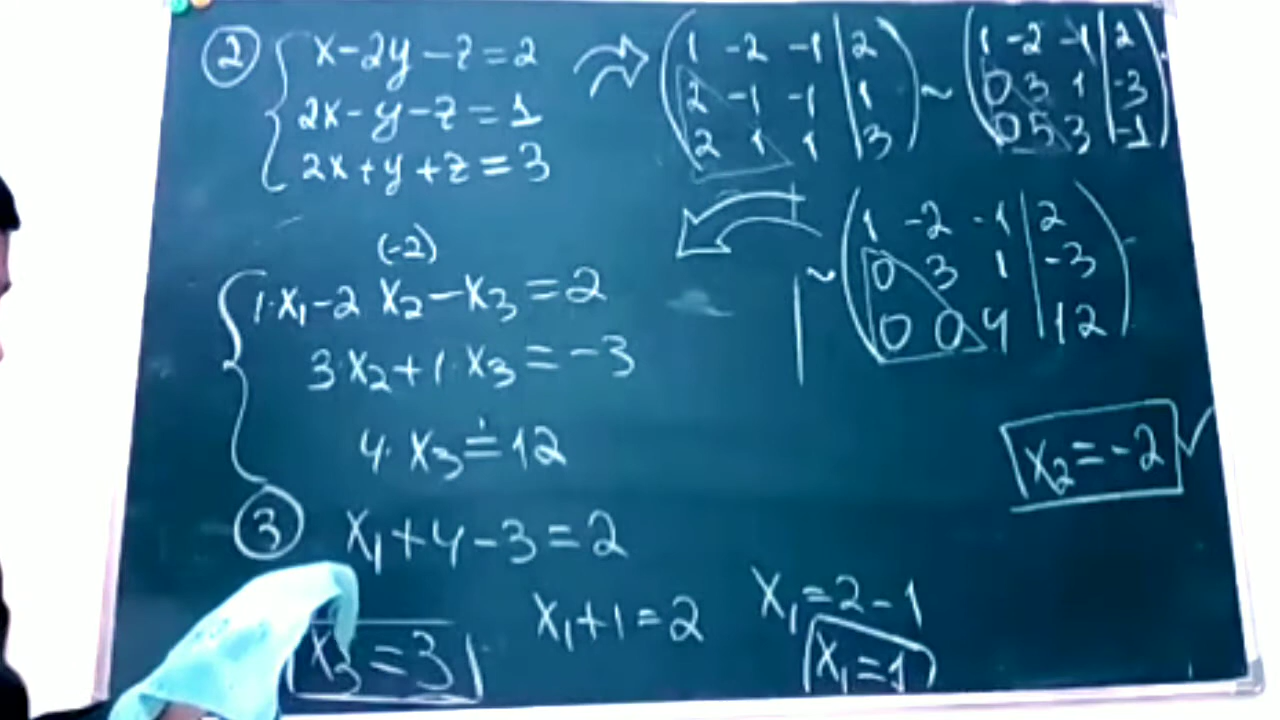 ② { x-2y-z=2
2x-y-z=1
2x+y+z=3
⇒ ( 1 -2 -1 | 2
2 -1 -1 | 1
2 1 1 | 3 )
~ ( 1 -2 -1 | 2
0 3 1 | -3
0 5 3 | -1 )
~ ( 1 -2 -1 | 2
0 3 1 | -3
0 0 4 | 12 )
(-2)
{ 1·x₁-2 x₂-x₃=2
3·x₂+1·x₃=-3
4·x₃=12
x₂=-2 ✓
③ x₁+4-3=2
x₁+1=2
x₁=2-1
x₃=3
x₁=1